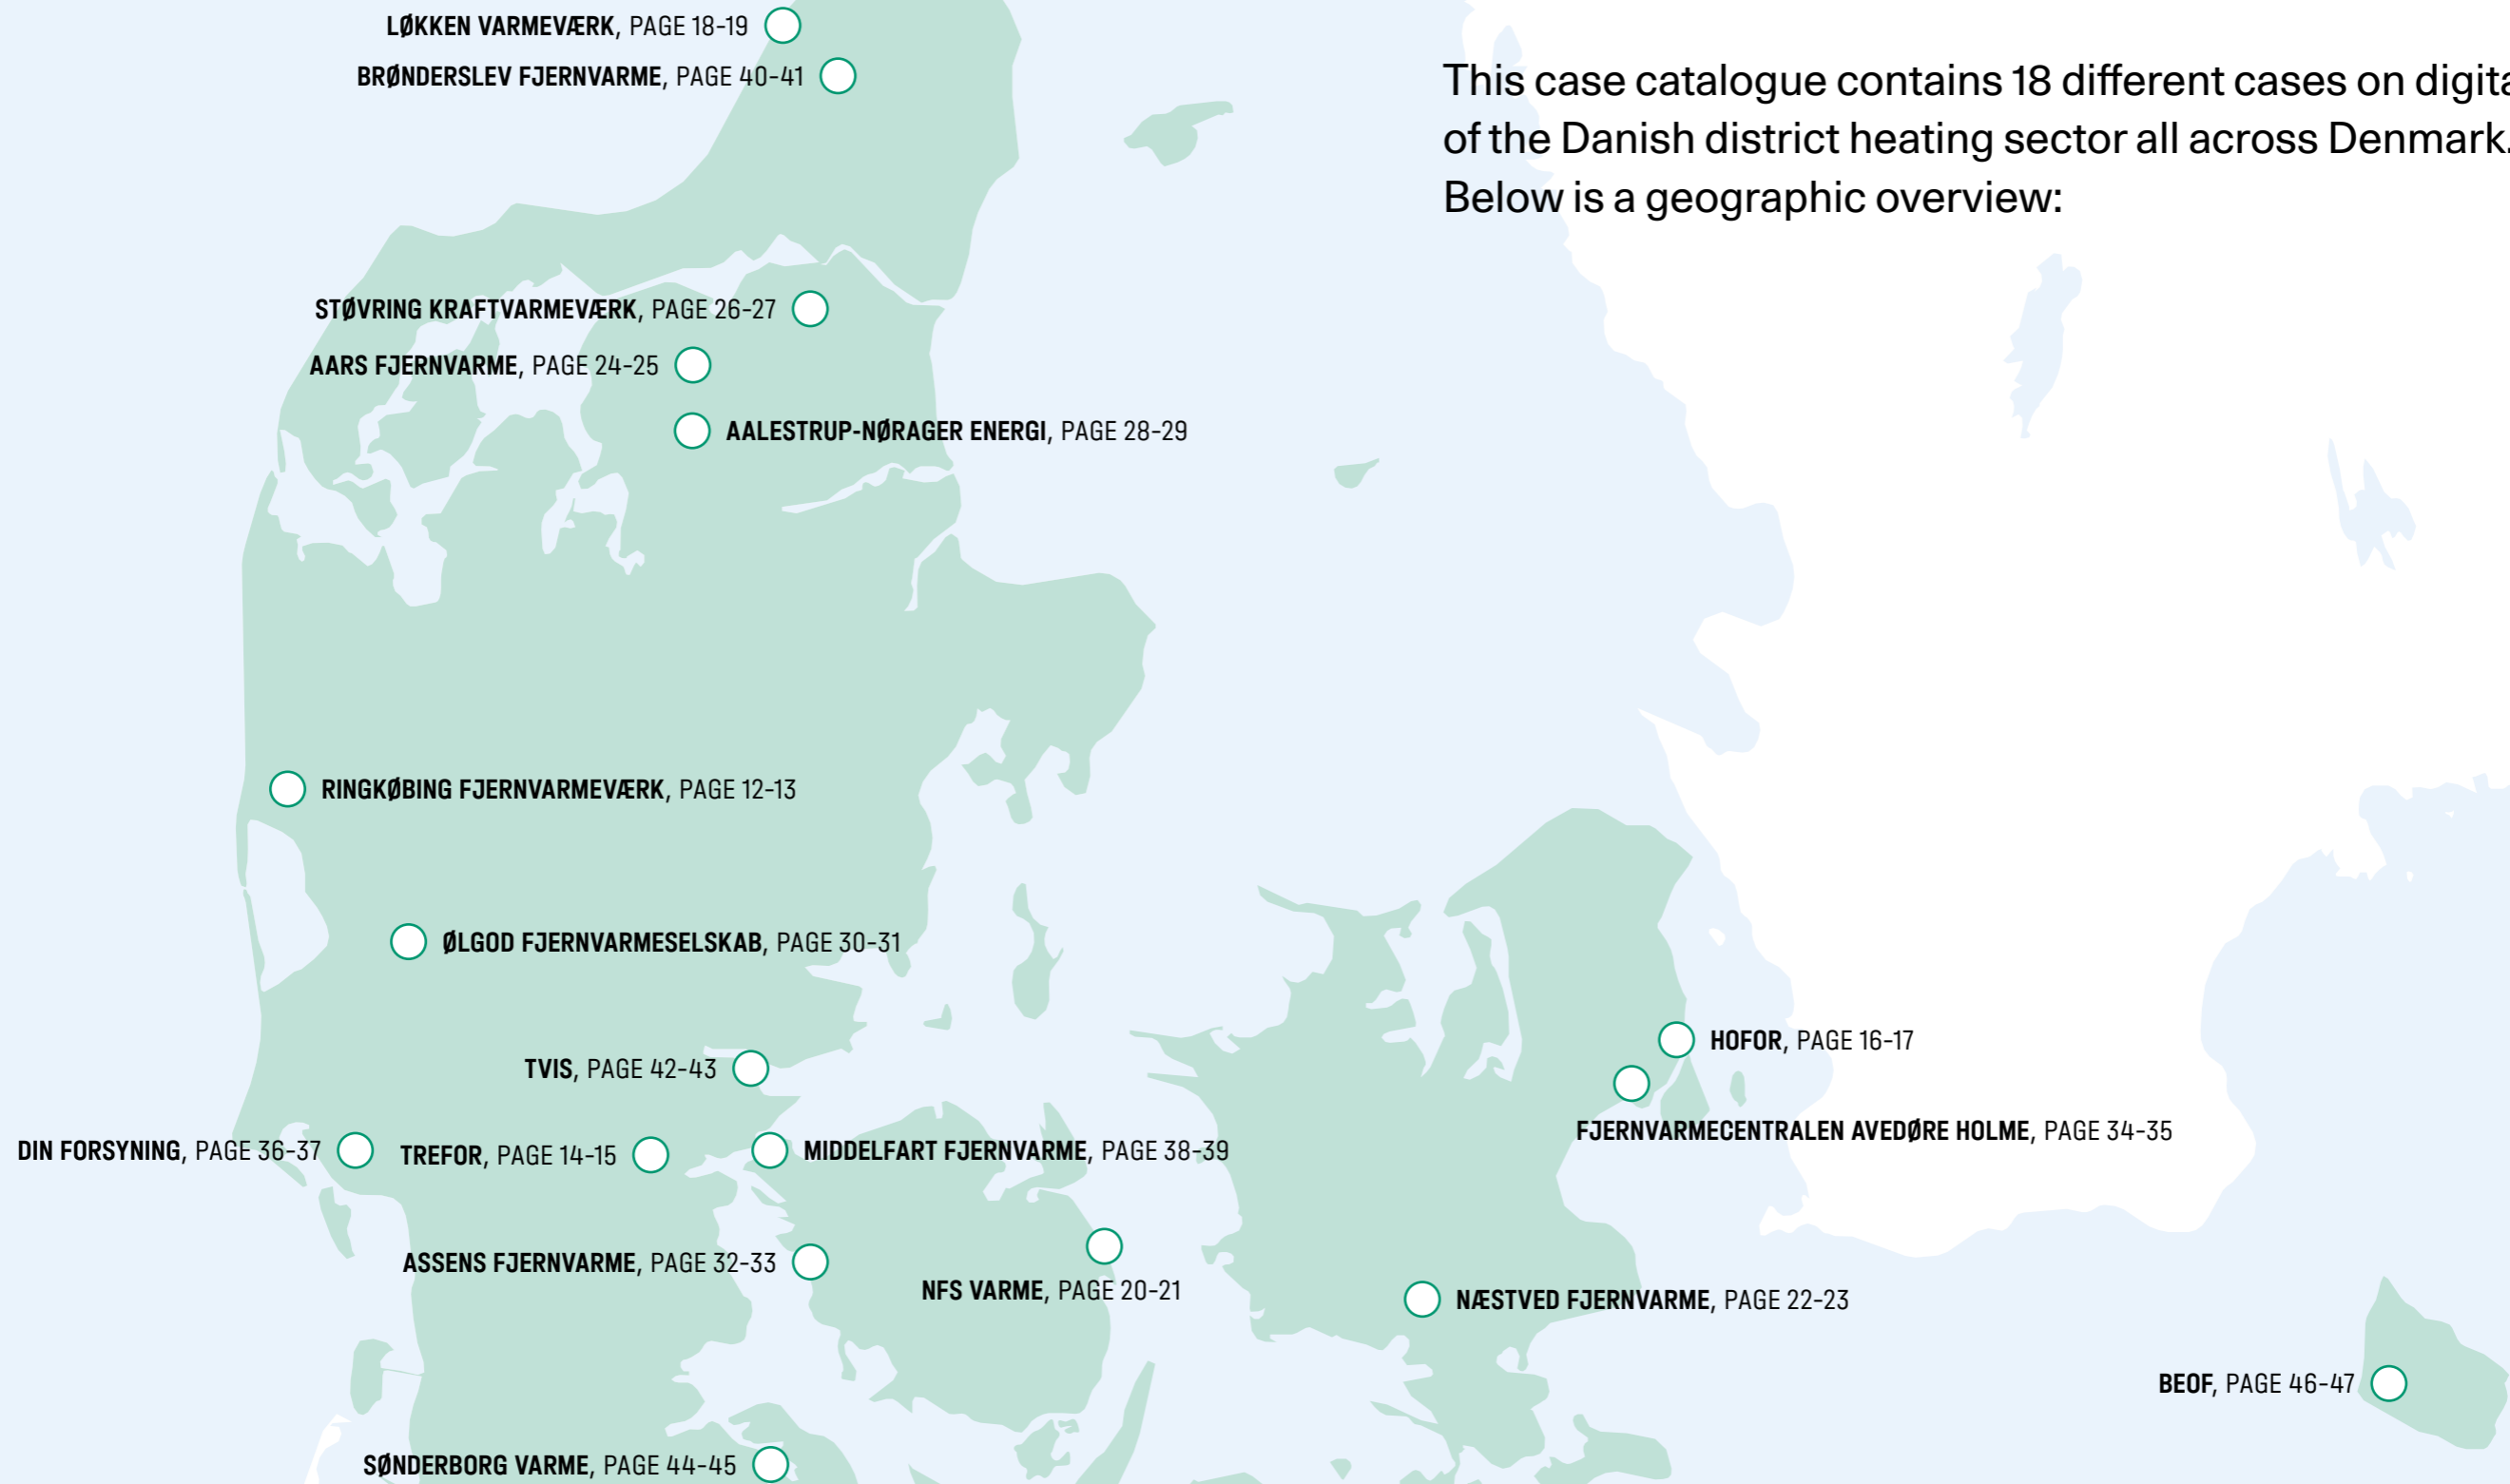 LØKKEN VARMEVÆRK, PAGE 18-19
BRØNDERSLEV FJERNVARME, PAGE 40-41
This case catalogue contains 18 different cases on
of the Danish district heating sector all across Denmark.
Below is a geographic overview:
STØVRING KRAFTVARMEVÆRK, PAGE 26-27
AARS FJERNVARME, PAGE 24-25
AALESTRUP-NØRAGER ENERGI, PAGE 28-29
RINGKØBING FJERNVARMEVÆRK, PAGE 12-13
ØLGOD FJERNVARMESELSKAB, PAGE 30-31
HOFOR, PAGE 16-17
TVIS, PAGE 42-43
FJERNVARMECENTRALEN AVEDØRE HOLME, PAGE 34-35
DIN FORSYNING, PAGE 36-37
TREFOR, PAGE 14-15
MIDDELFART FJERNVARME, PAGE 38-39
ASSENS FJERNVARME, PAGE 32-33
NFS VARME, PAGE 20-21
NÆSTVED FJERNVARME, PAGE 22-23
BEOF, PAGE 46-47
SØNDERBORG VARME, PAGE 44-45